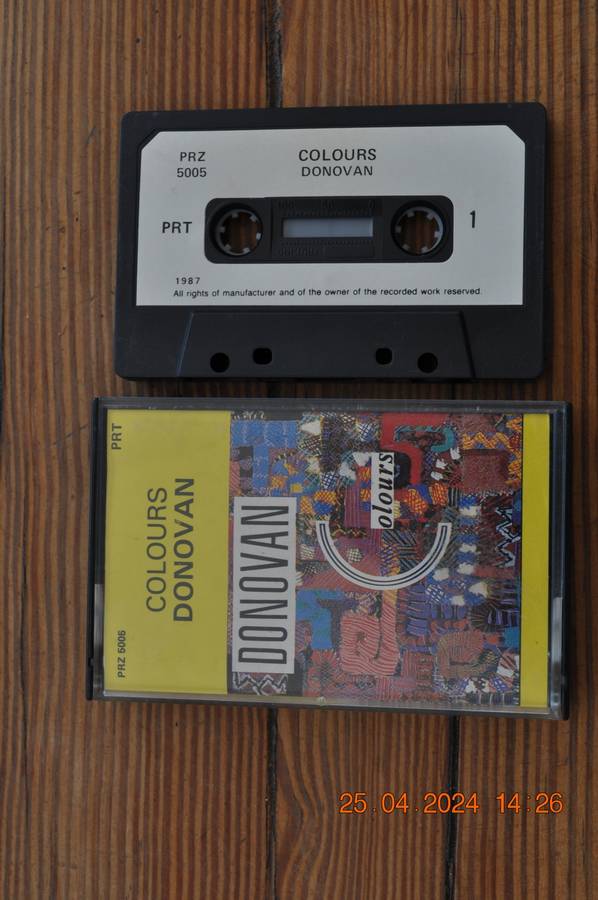 PRZ
5005
COLOURS
DONOVAN
PRT
1
1987
All rights of manufacturer and of the owner of the recorded work reserved.
PRT
COLOURS
DONOVAN
PRZ 5005
DONOVAN
Colours
25.04.2024 14:26